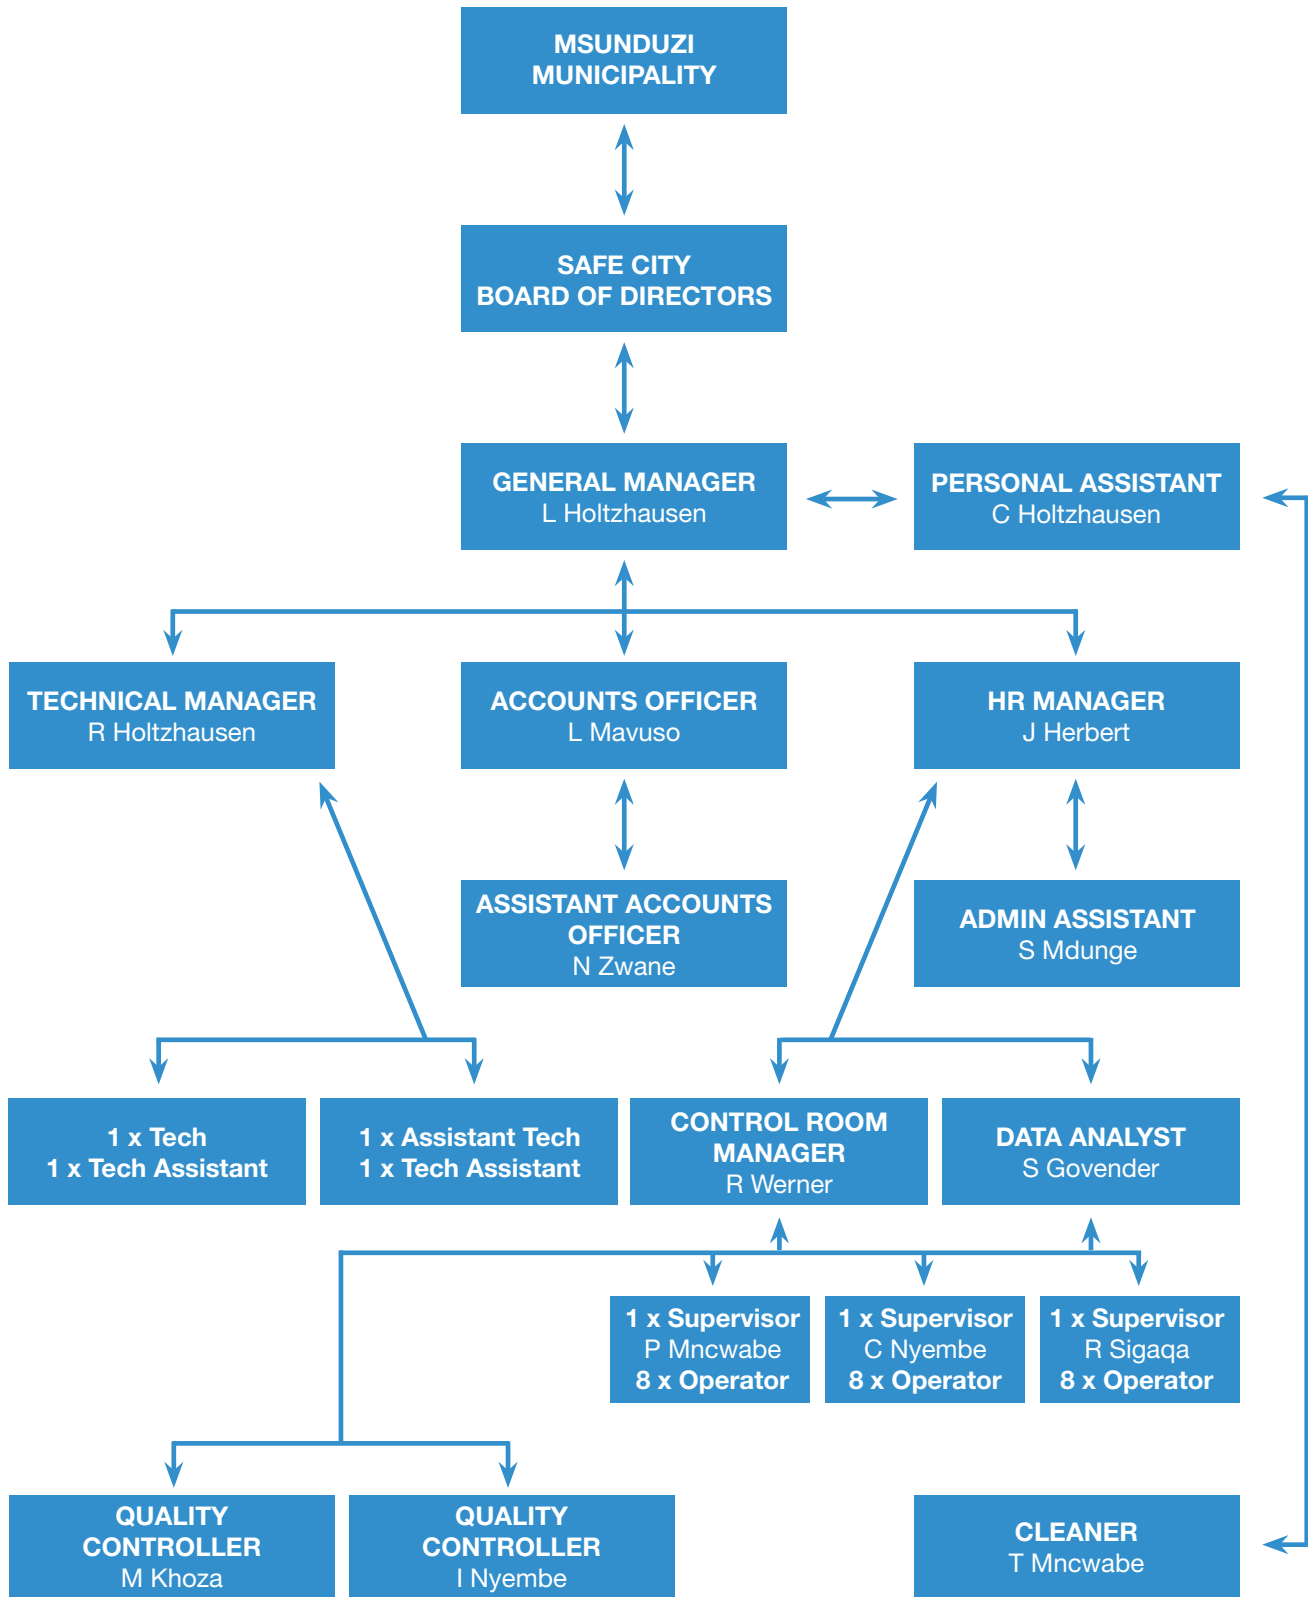 MSUNDUZI
MUNICIPALITY
SAFE CITY
BOARD OF DIRECTORS
GENERAL MANAGER
L Holtzhausen
PERSONAL ASSISTANT
C Holtzhausen
TECHNICAL MANAGER
R Holtzhausen
ACCOUNTS OFFICER
L Mavuso
HR MANAGER
J Herbert
ASSISTANT ACCOUNTS
OFFICER
N Zwane
ADMIN ASSISTANT
S Mdunge
1 x Tech
1 x Tech Assistant
1 x Assistant Tech
1 x Tech Assistant
CONTROL ROOM
MANAGER
R Werner
DATA ANALYST
S Govender
1 x Supervisor
P Mncwabe
8 x Operator
1 x Supervisor
C Nyembe
8 x Operator
1 x Supervisor
R Sigaqa
8 x Operator
QUALITY
CONTROLLER
M Khoza
QUALITY
CONTROLLER
I Nyembe
CLEANER
T Mncwabe